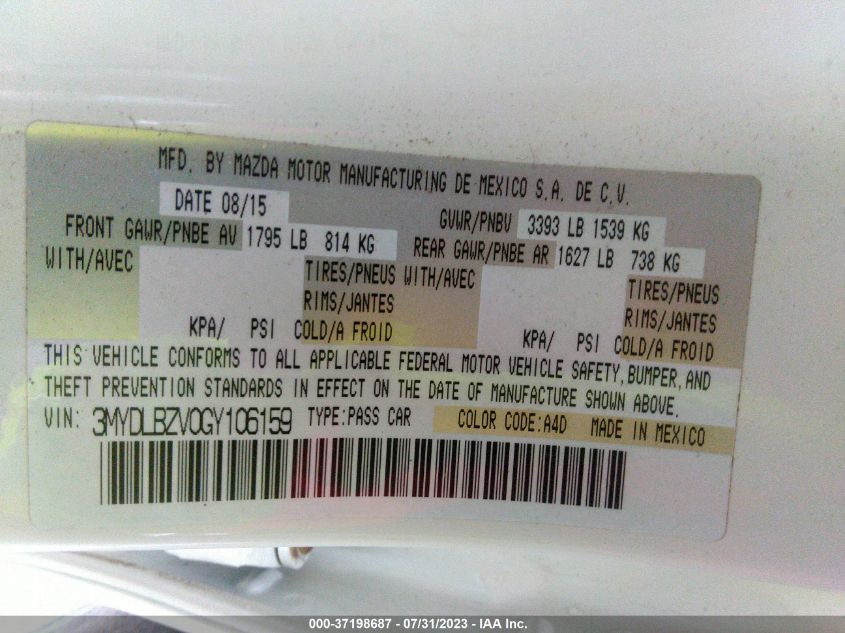 MFD. BY MAZDA MOTOR MANUFACTURING DE MEXICO S.A. DE C.V.
DATE 08/15 GVWR/PNBV 3393 LB 1539 KG
FRONT GAWR/PNBE AV 1795 LB 814 KG REAR GAWR/PNBE AR 1627 LB 738 KG
WITH/AVEC TIRES/PNEUS WITH/AVEC TIRES/PNEUS
RIMS/JANTES RIMS/JANTES
KPA/ PSI COLD/A FROID KPA/ PSI COLD/A FROID
THIS VEHICLE CONFORMS TO ALL APPLICABLE FEDERAL MOTOR VEHICLE SAFETY, BUMPER, AND
THEFT PREVENTION STANDARDS IN EFFECT ON THE DATE OF MANUFACTURE SHOWN ABOVE.
VIN: 3MYDLBZV0GY106159 TYPE:PASS CAR COLOR CODE:A4D MADE IN MEXICO
000-37198687 - 07/31/2023 - IAA Inc.